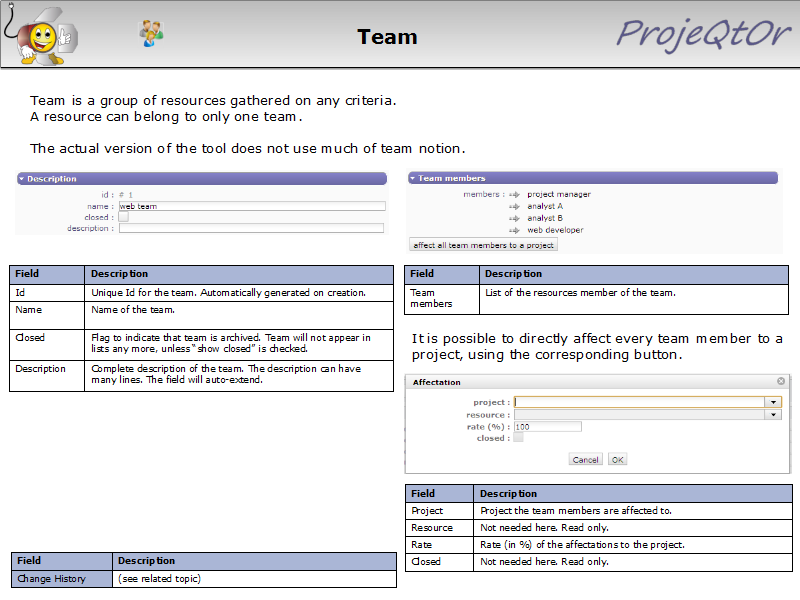 Team
ProjeQtOr
Team is a group of resources gathered on any criteria.
A resource can belong to only one team.
The actual version of the tool does not use much of team notion.
Description
id : # 1
name : web team
closed :
description :
Field Description
Id Unique Id for the team. Automatically generated on creation.
Name Name of the team.
Closed Flag to indicate that team is archived. Team will not appear in
lists any more, unless “show closed” is checked.
Description Complete description of the team. The description can have
many lines. The field will auto-extend.
Field Description
Change History (see related topic)
Team members
members : project manager
analyst A
analyst B
web developer
affect all team members to a project
Field Description
Team List of the resources member of the team.
members
It is possible to directly affect every team member to a
project, using the corresponding button.
Affectation
project :
resource :
rate (%) : 100
closed :
Cancel OK
Field Description
Project Project the team members are affected to.
Resource Not needed here. Read only.
Rate Rate (in %) of the affectations to the project.
Closed Not needed here. Read only.